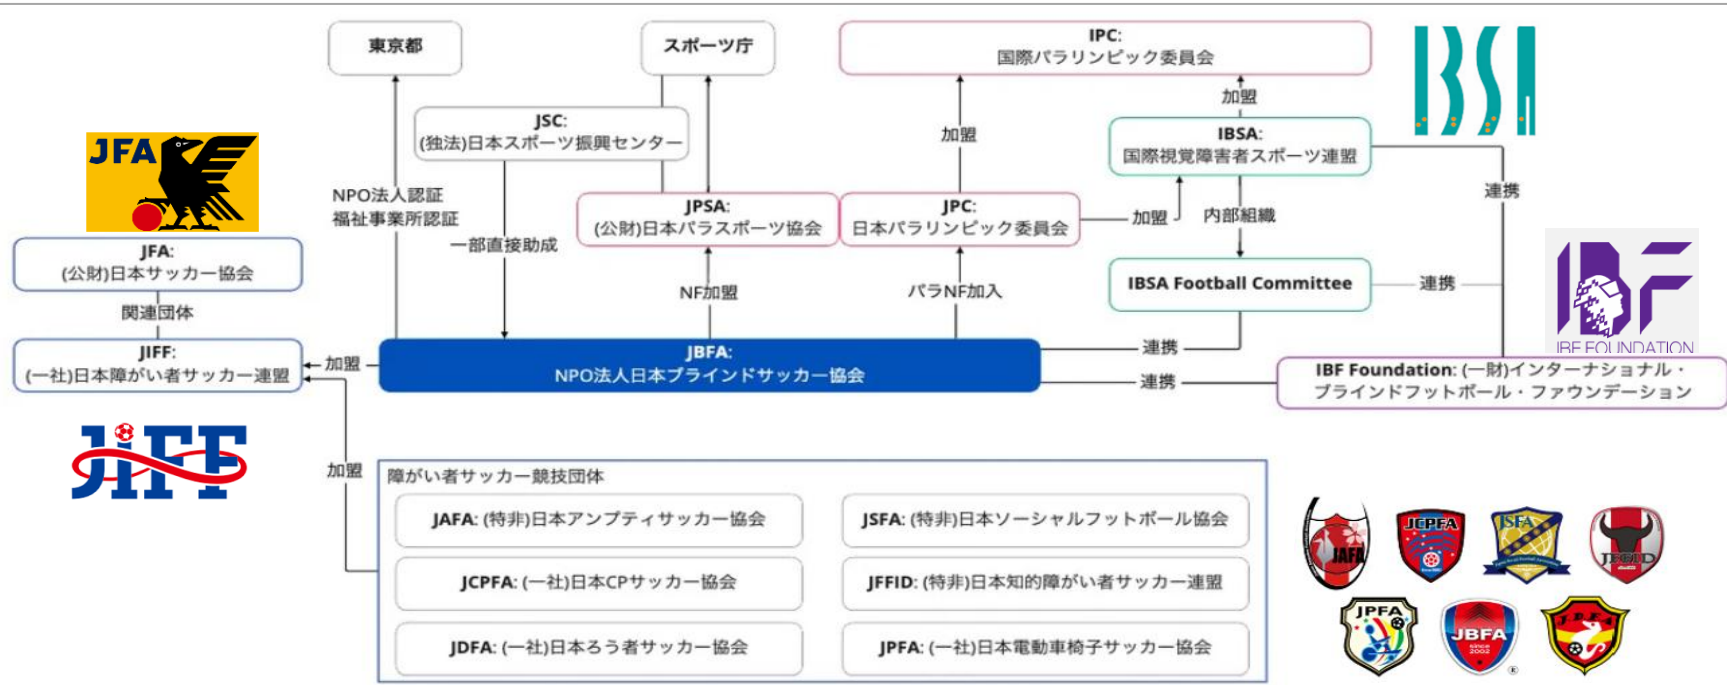 東京都
スポーツ庁
IPC:
国際パラリンピック委員会
IBSA
加盟
JSC:
(独法)日本スポーツ振興センター
加盟
IBSA:
国際視覚障害者スポーツ連盟
JFA
NPO法人認証
福祉事業所認証
JPSA:
(公財)日本パラスポーツ協会
JPC:
日本パラリンピック委員会
加盟
内部組織
連携
一部直接助成
JFA:
(公財)日本サッカー協会
関連団体
NF加盟
パラNF加入
IBSA Football Committee
連携
IBF
IBF FOUNDATION
JIFF:
(一社)日本障がい者サッカー連盟
加盟
JBFA:
NPO法人日本ブラインドサッカー協会
連携
連携
IBF Foundation: (一財)インターナショナル・
ブラインドフットボール・ファウンデーション
JiFF
加盟
障がい者サッカー競技団体
JAFA: (特非)日本アンプティサッカー協会
JSFA: (特非)日本ソーシャルフットボール協会
JCPFA: (一社)日本CPサッカー協会
JFFID: (特非)日本知的障がい者サッカー連盟
JDFA: (一社)日本ろう者サッカー協会
JPFA: (一社)日本電動車椅子サッカー協会
JAFA
JCPFA
JSFA
JFFID
JPFA
JBFA
since
2002
JDFA